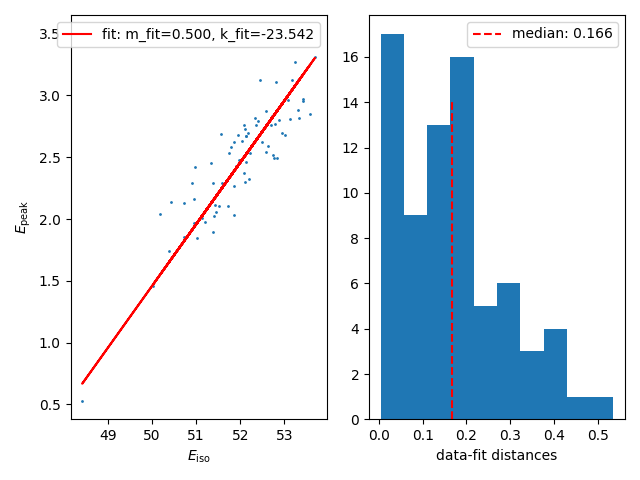 fit: m_fit=0.500, k_fit=-23.542
3.5
3.0
2.5
2.0
1.5
1.0
0.5
49 50 51 52 53
E_iso
E_peak
median: 0.166
16
14
12
10
8
6
4
2
0
0.0 0.1 0.2 0.3 0.4 0.5
data-fit distances